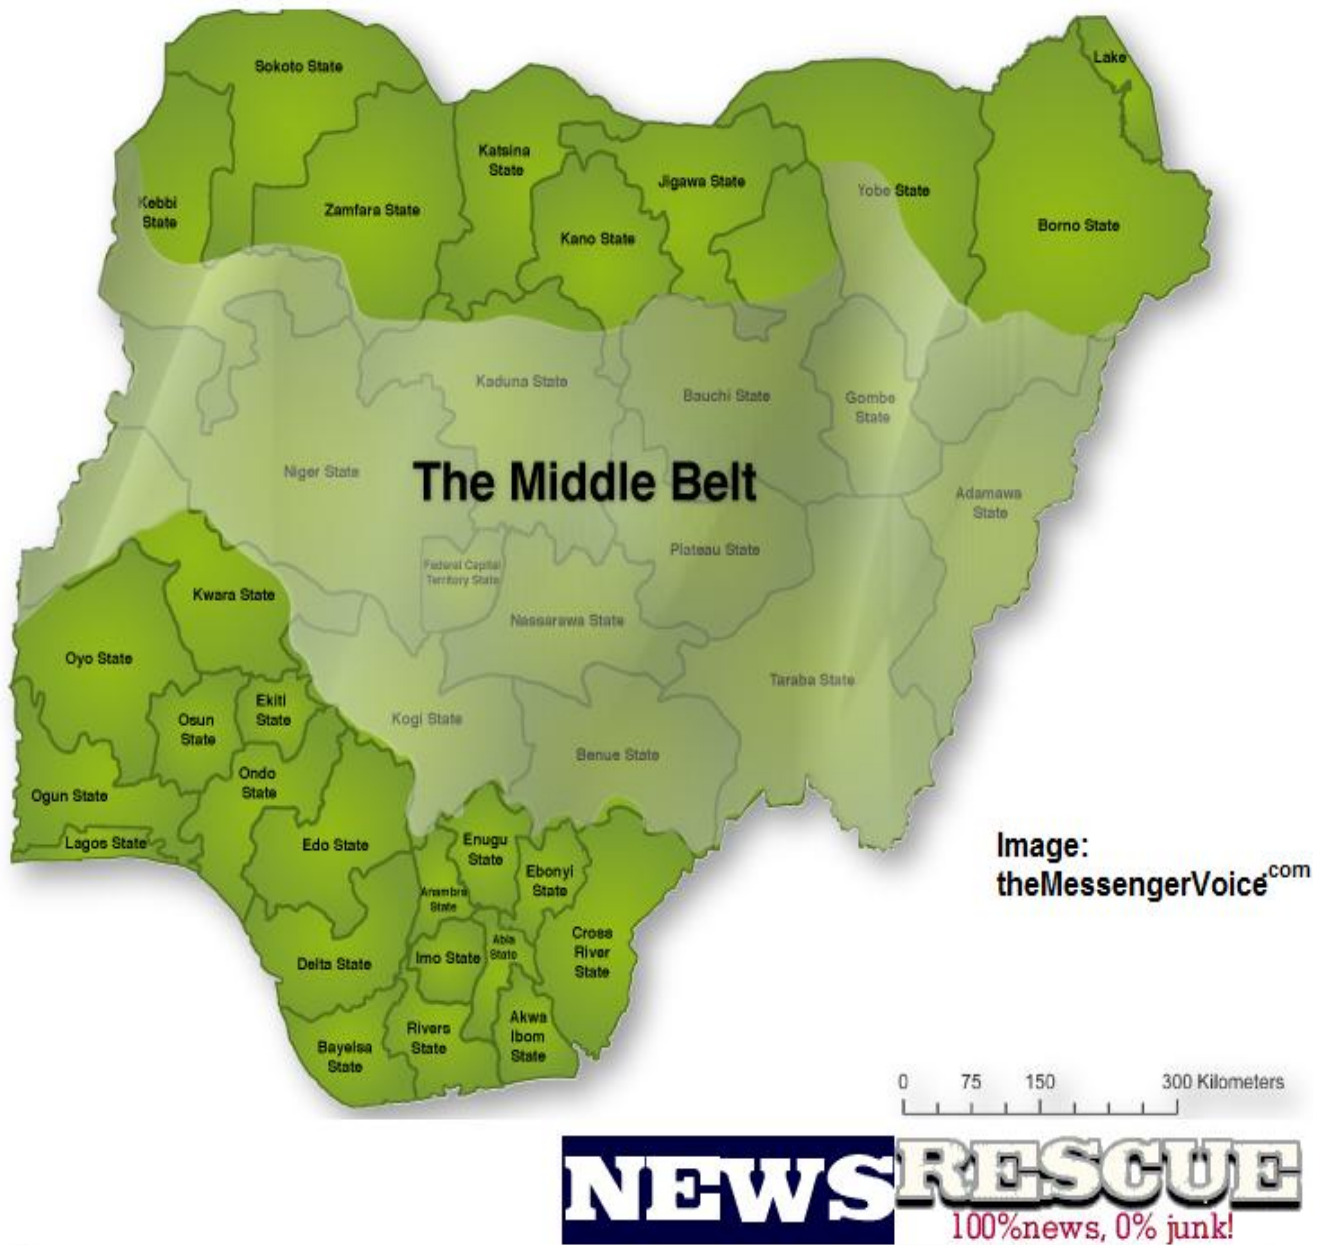 Sokoto State
Lake
Katsina
State
Kebbi
State
Zamfara State
Kano State
Jigawa State
Yobe State
Borno State
Kaduna State
Bauchi State
Gombe
State
Niger State
The Middle Belt
Adamawa
State
Federal Capital
Territory State
Plateau State
Nassarawa State
Kwara State
Oyo State
Taraba State
Kogi State
Benue State
Osun
State
Ekiti
State
Ondo
State
Ogun State
Lagos State
Edo State
Enugu
State
Ebonyi
State
Anambra
State
Cross
River
State
Delta State
Imo State
Abia
State
Rivers
State
Akwa
Ibom
State
Bayelsa
State
Image:
theMessengerVoice.com
0 75 150 300 Kilometers
NEWSRESCUE
100%news, 0% junk!